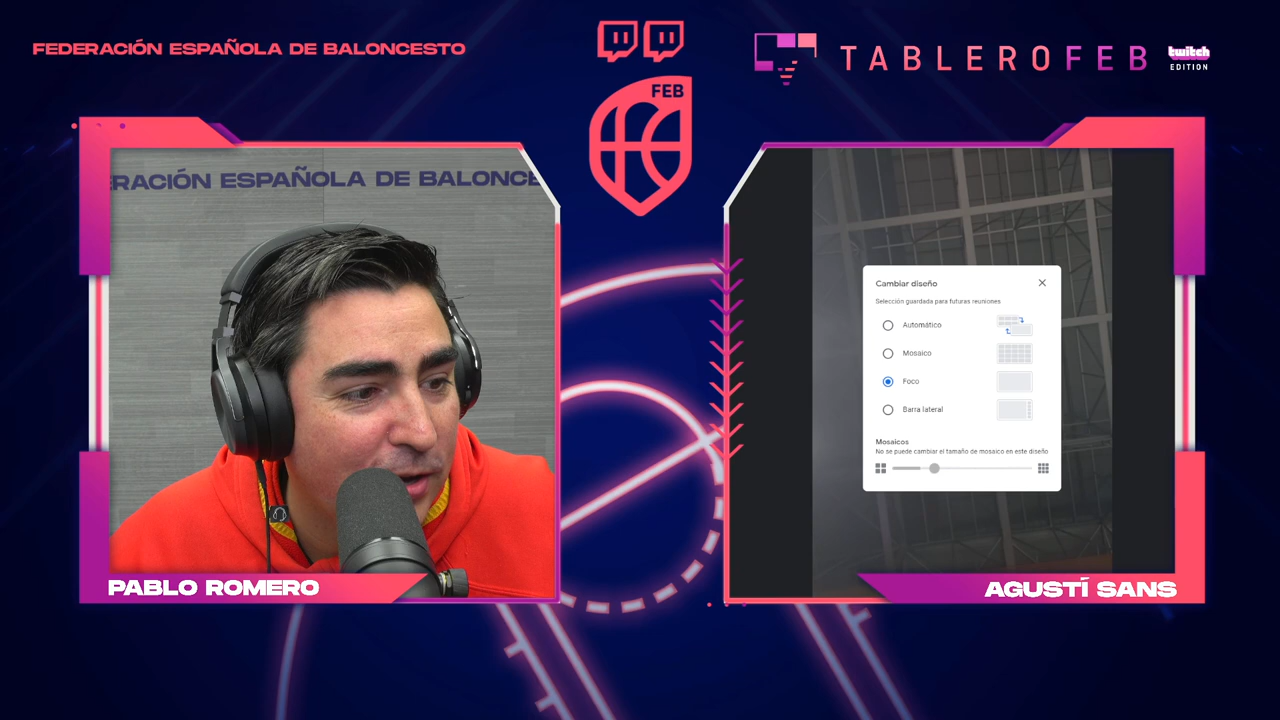 FEDERACIÓN ESPAÑOLA DE BALONCESTO
FEB
TABLEROFEB
twitch
EDITION
ERACIÓN ESPAÑOLA DE BALONCE
Cambiar diseño
Selección guardada para futuras reuniones
Automático
Mosaico
Foco
Barra lateral
Mosaicos
No se puede cambiar el tamaño de mosaico en este diseño
PABLO ROMERO
AGUSTÍ SANS